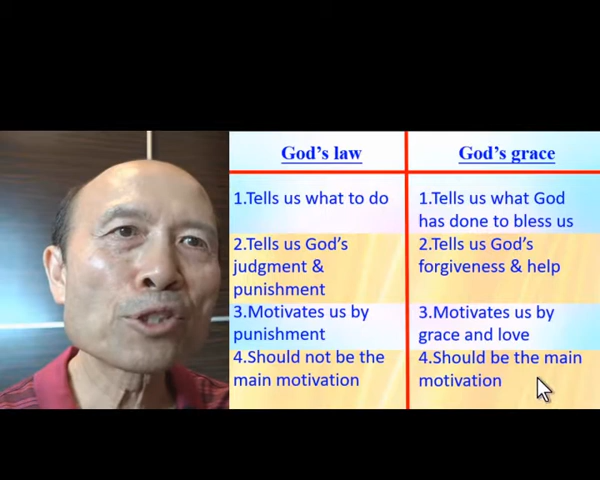 God's law
God's grace
1.Tells us what to do
1.Tells us what God
has done to bless us
2.Tells us God's
judgment &
punishment
2.Tells us God's
forgiveness & help
3.Motivates us by
punishment
3.Motivates us by
grace and love
4.Should not be the
main motivation
4.Should be the main
motivation